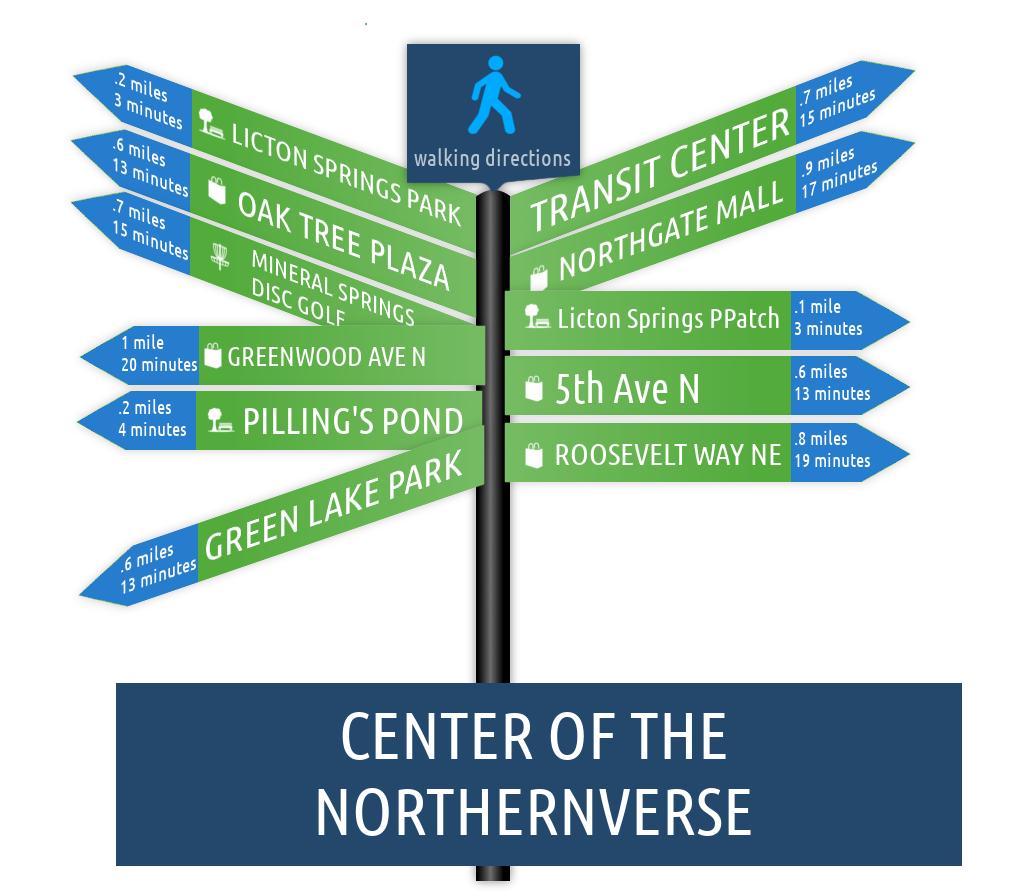 walking directions
.2 miles
3 minutes
LICTON SPRINGS PARK
.6 miles
13 minutes
OAK TREE PLAZA
.7 miles
15 minutes
MINERAL SPRINGS
DISC GOLF
1 mile
20 minutes
GREENWOOD AVE N
.2 miles
4 minutes
PILLING'S POND
.6 miles
13 minutes
GREEN LAKE PARK
TRANSIT CENTER
.7 miles
15 minutes
NORTHGATE MALL
.9 miles
17 minutes
Licton Springs PPatch
.1 mile
3 minutes
5th Ave N
.6 miles
13 minutes
ROOSEVELT WAY NE
.8 miles
19 minutes
CENTER OF THE
NORTHERNVERSE